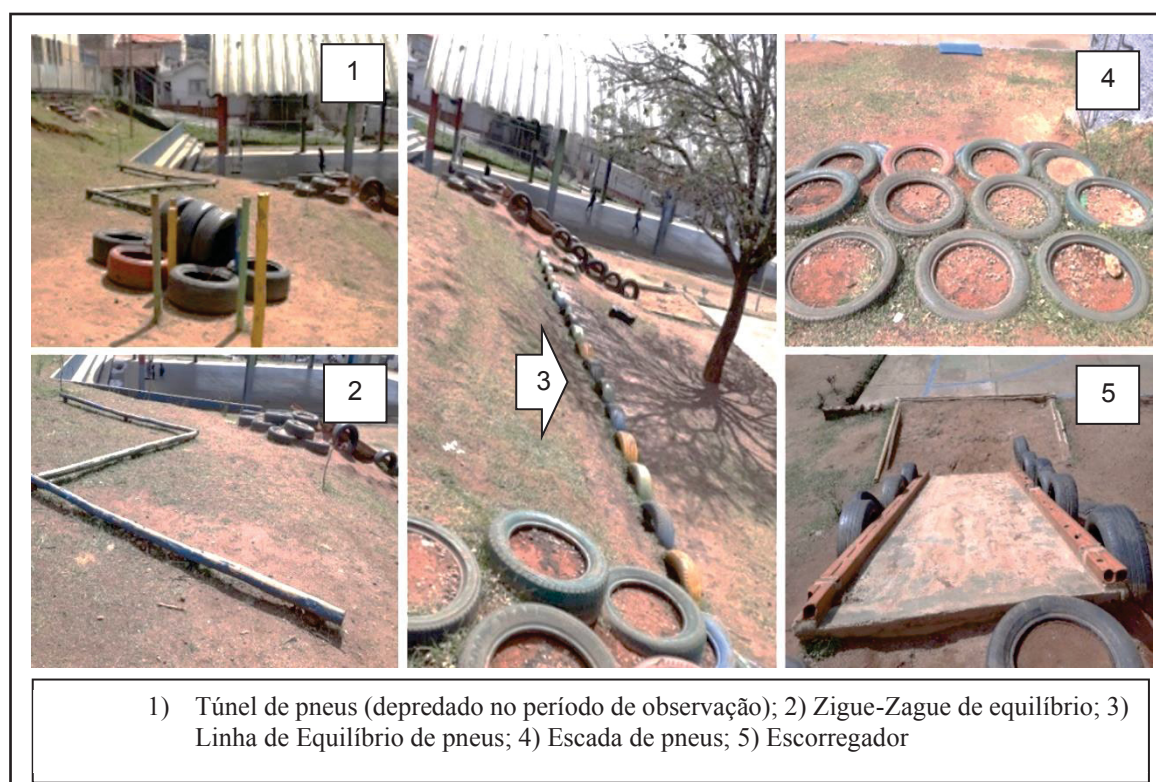 1
2
3
4
5
1) Túnel de pneus (depredado no período de observação); 2) Zigue-Zague de equilíbrio; 3)
Linha de Equilíbrio de pneus; 4) Escada de pneus; 5) Escorregador